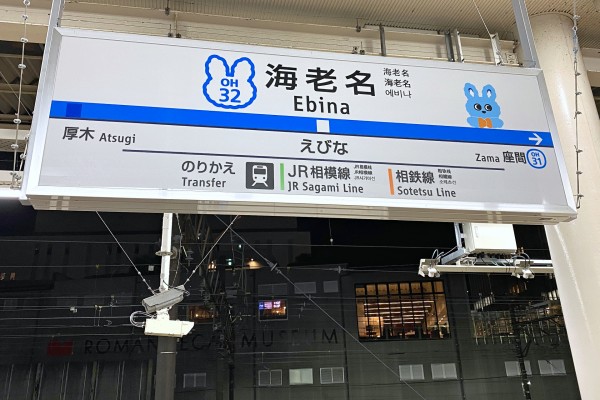 OH
32
海老名
Ebina
海老名
海老名
에비나
厚木 Atsugi
えびな
Zama 座間
OH
31
のりかえ
Transfer
JR相模線
JR Sagami Line
相鉄線
Sotetsu Line
ROMANCECAR MUSEUM